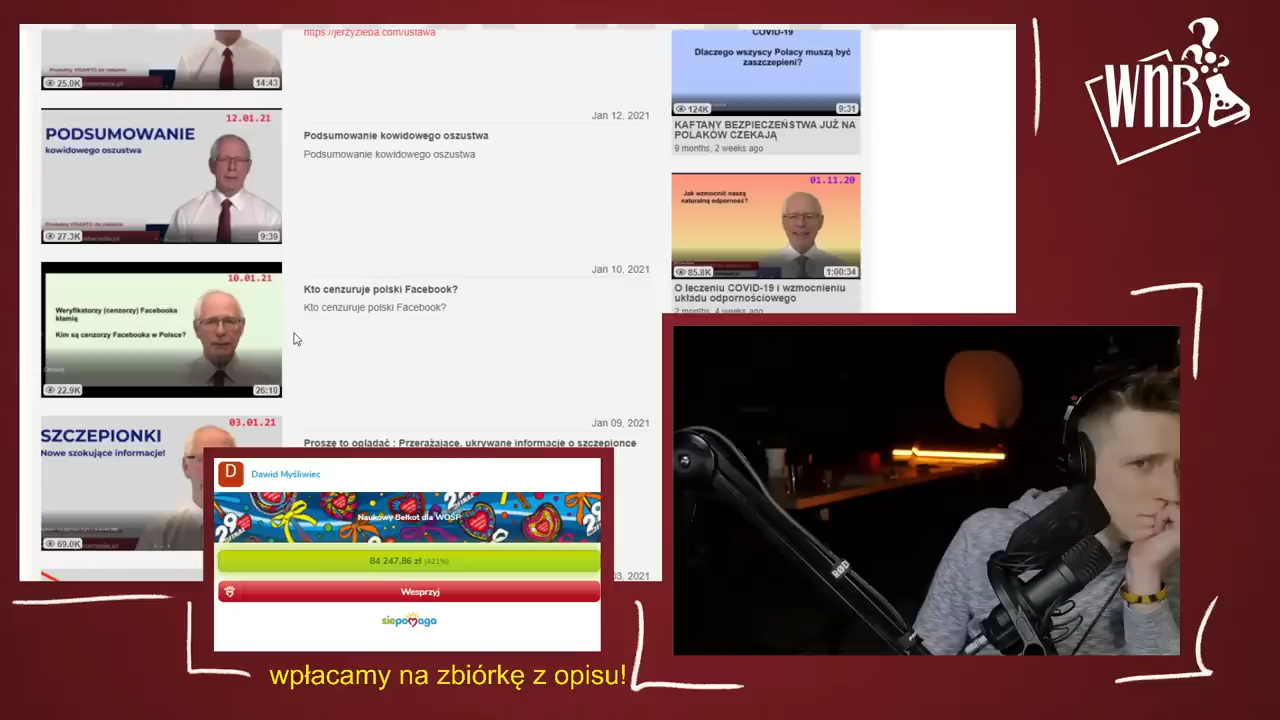 https://jerzyzieba.com/ustawa
25.0K
14:43
12.01.21
PODSUMOWANIE
kowidowego oszustwa
27.3K
9:39
Jan 12, 2021
Podsumowanie kowidowego oszustwa
Podsumowanie kowidowego oszustwa
10.01.21
Weryfikatorzy (cenzorzy) Facebooka
kłamią
Kim są cenzorzy Facebooka w Polsce?
22.9K
26:10
Jan 10, 2021
Kto cenzuruje polski Facebook?
Kto cenzuruje polski Facebook?
03.01.21
SZCZEPIONKI
Nowe szokujące informacje!
69.0K
Jan 09, 2021
Proszę to oglądać : Przerażające, ukrywane informacje o szczepionce
03, 2021
COVID-19
Dlaczego wszyscy Polacy muszą być
zaszczepieni?
124K
9:31
KAFTANY BEZPIECZEŃSTWA JUŻ NA
POLAKÓW CZEKAJĄ
9 months, 2 weeks ago
01.11.20
Jak wzmocnić naszą
naturalną odporność?
85.8K
1:00:34
O leczeniu COVID-19 i wzmocnieniu
układu odpornościowego
2 months, 4 weeks ago
WNB
D
Dawid Myśliwiec
Naukowy Bełkot dla WOŚP
84 247.86 zł (421%)
Wesprzyj
siepomaga
RØDE
wpłacamy na zbiórkę z opisu!